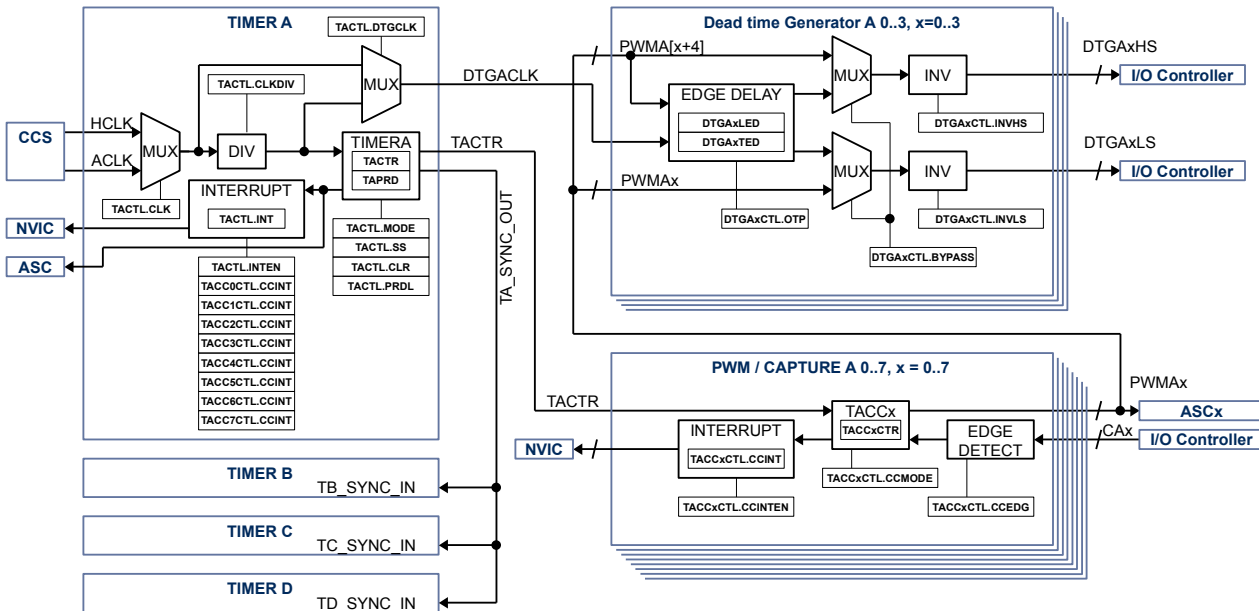 TIMER A
TACTL.DTGCLK
MUX
DTGACLK
TACTL.CLKDIV
CCS
HCLK
ACLK
MUX
DIV
TACTL.CLK
TIMERA
TACTR
TAPRD
TACTR
INTERRUPT
TACTL.INT
NVIC
ASC
TACTL.MODE
TACTL.SS
TACTL.CLR
TACTL.PRDL
TACTL.INTEN
TACC0CTL.CCINT
TACC1CTL.CCINT
TACC2CTL.CCINT
TACC3CTL.CCINT
TACC4CTL.CCINT
TACC5CTL.CCINT
TACC6CTL.CCINT
TACC7CTL.CCINT
TA_SYNC_OUT
TIMER B
TB_SYNC_IN
TIMER C
TC_SYNC_IN
TIMER D
TD_SYNC_IN
Dead time Generator A 0..3, x=0..3
PWMA[x+4]
EDGE DELAY
DTGAxLED
DTGAxTED
DTGAxCTL.OTP
PWMAx
MUX
MUX
INV
DTGAxCTL.INVHS
INV
DTGAxCTL.INVLS
DTGAxCTL.BYPASS
DTGAxHS
I/O Controller
DTGAxLS
I/O Controller
PWM / CAPTURE A 0..7, x = 0..7
TACTR
TACCx
TACCxCTR
PWMAx
ASCx
NVIC
INTERRUPT
TACCxCTL.CCINT
TACCxCTL.CCINTEN
TACCxCTL.CCMODE
EDGE
DETECT
TACCxCTL.CCEDG
CAx
I/O Controller